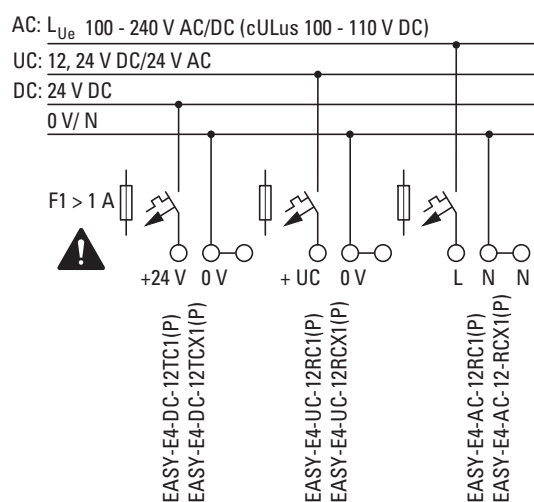 AC: L_Ue 100 - 240 V AC/DC (cULus 100 - 110 V DC)
UC: 12, 24 V DC/24 V AC
DC: 24 V DC
0 V/ N
F1 > 1 A
+24 V 0 V + UC 0 V L N N
EASY-E4-DC-12TC1(P)
EASY-E4-DC-12TCX1(P)
EASY-E4-UC-12RC1(P)
EASY-E4-UC-12RCX1(P)
EASY-E4-AC-12RC1(P)
EASY-E4-AC-12-RCX1(P)